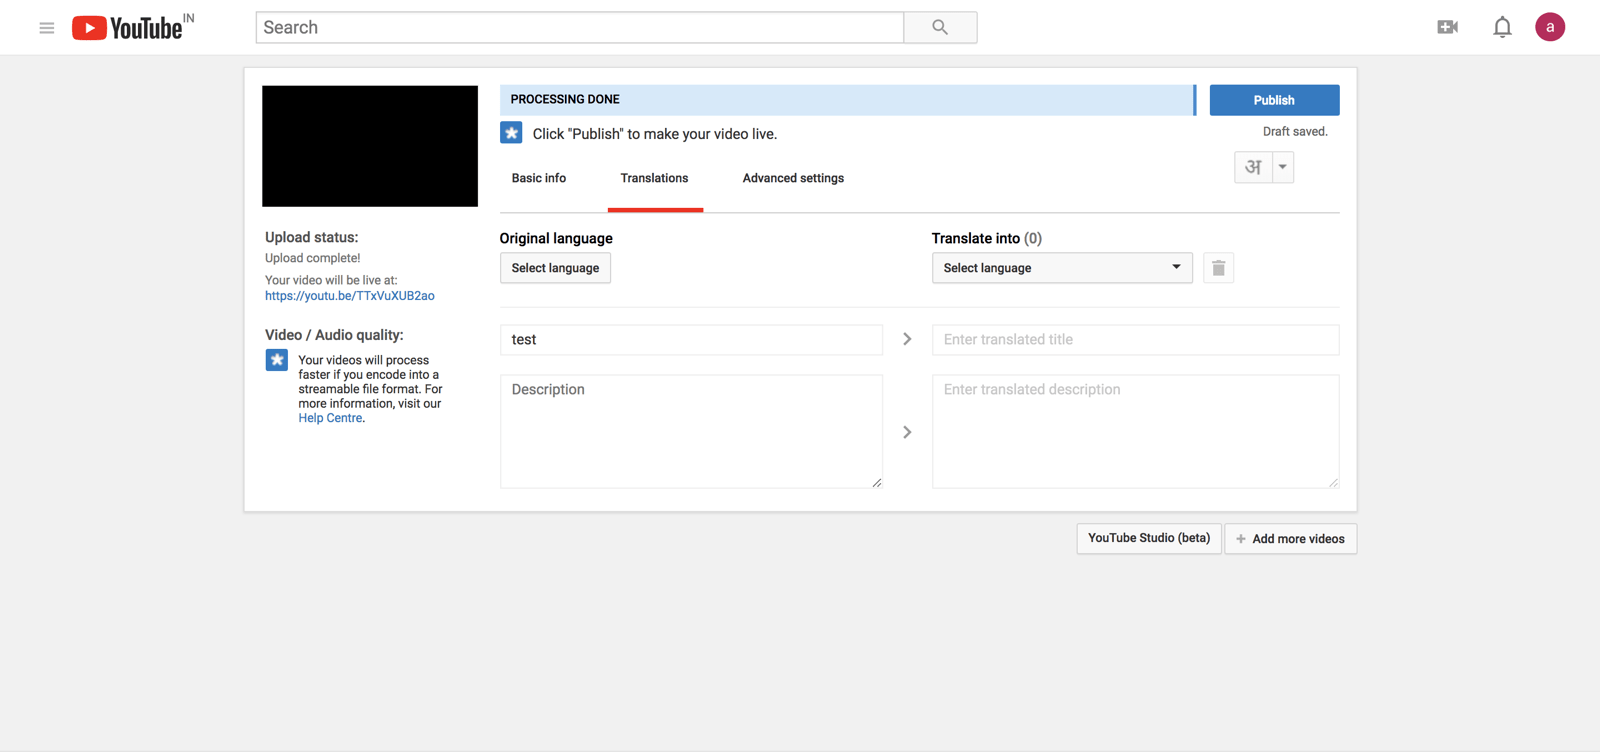 YouTube IN
Search
a
PROCESSING DONE
Publish
Click "Publish" to make your video live.
Draft saved.
अ
Basic info
Translations
Advanced settings
Upload status:
Upload complete!
Your video will be live at:
https://youtu.be/TTxVuXUB2ao
Video / Audio quality:
Your videos will process
faster if you encode into a
streamable file format. For
more information, visit our
Help Centre.
Original language
Select language
Translate into (0)
Select language
test
Enter translated title
Description
Enter translated description
YouTube Studio (beta)
+ Add more videos